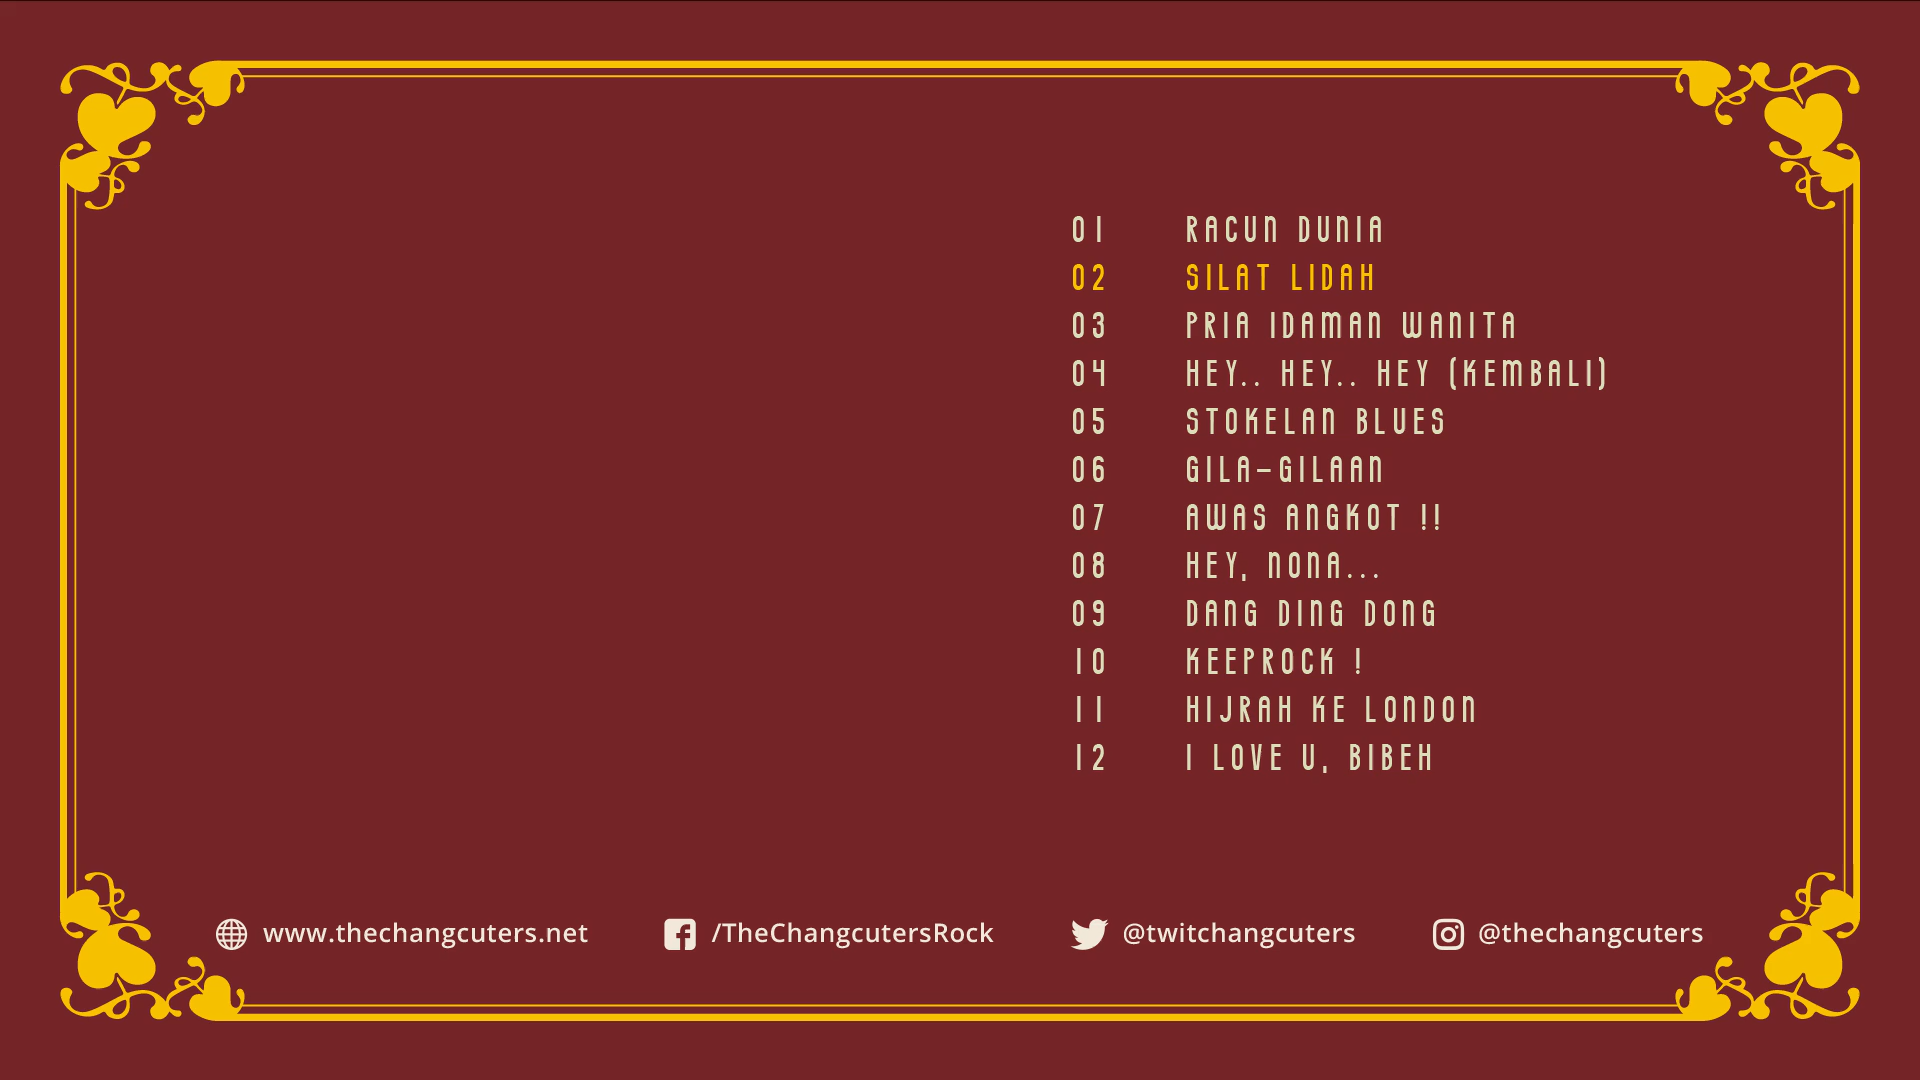 01 RACUN DUNIA
02 SILAT LIDAH
03 PRIA IDAMAN WANITA
04 HEY.. HEY.. HEY (KEMBALI)
05 STOKELAN BLUES
06 GILA-GILAAN
07 AWAS ANGKOT !!
08 HEY, NONA...
09 DANG DING DONG
10 KEEPROCK !
11 HIJRAH KE LONDON
12 I LOVE U, BIBEH
www.thechangcuters.net /TheChangcutersRock @twitchangcuters @thechangcuters